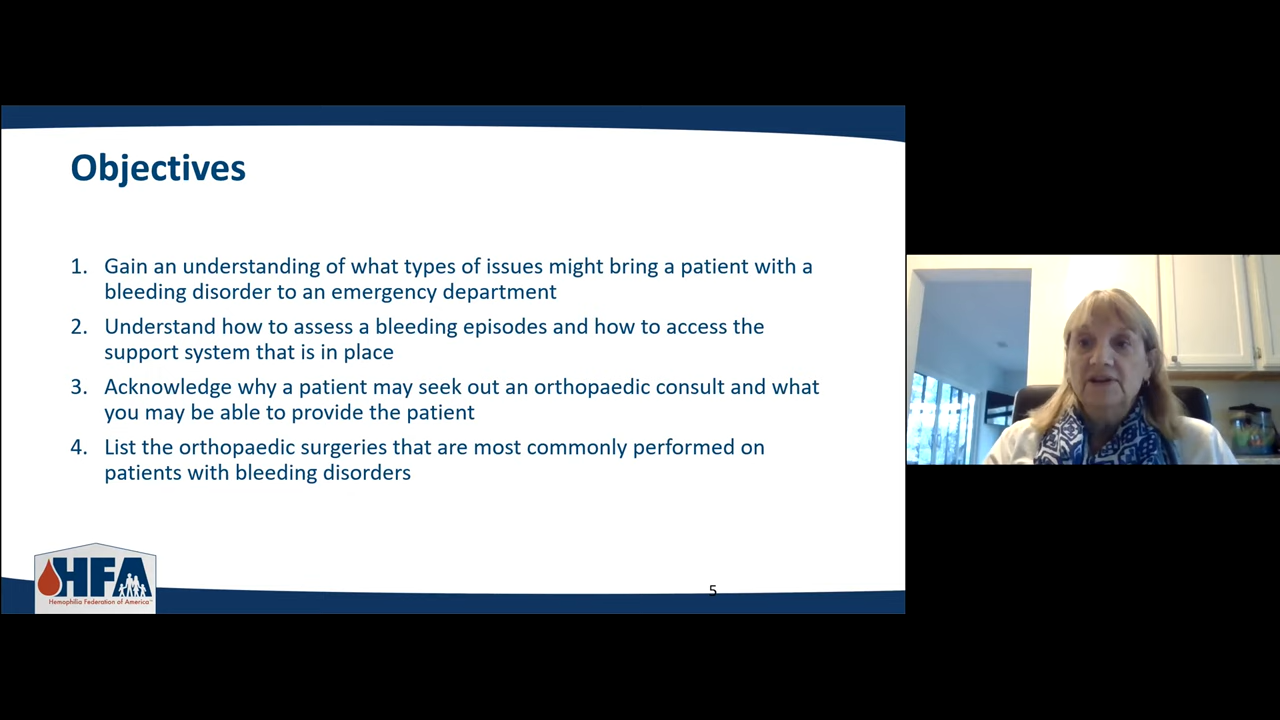 Objectives
1. Gain an understanding of what types of issues might bring a patient with a
bleeding disorder to an emergency department
2. Understand how to assess a bleeding episodes and how to access the
support system that is in place
3. Acknowledge why a patient may seek out an orthopaedic consult and what
you may be able to provide the patient
4. List the orthopaedic surgeries that are most commonly performed on
patients with bleeding disorders
HFA
Hemophilia Federation of America
5